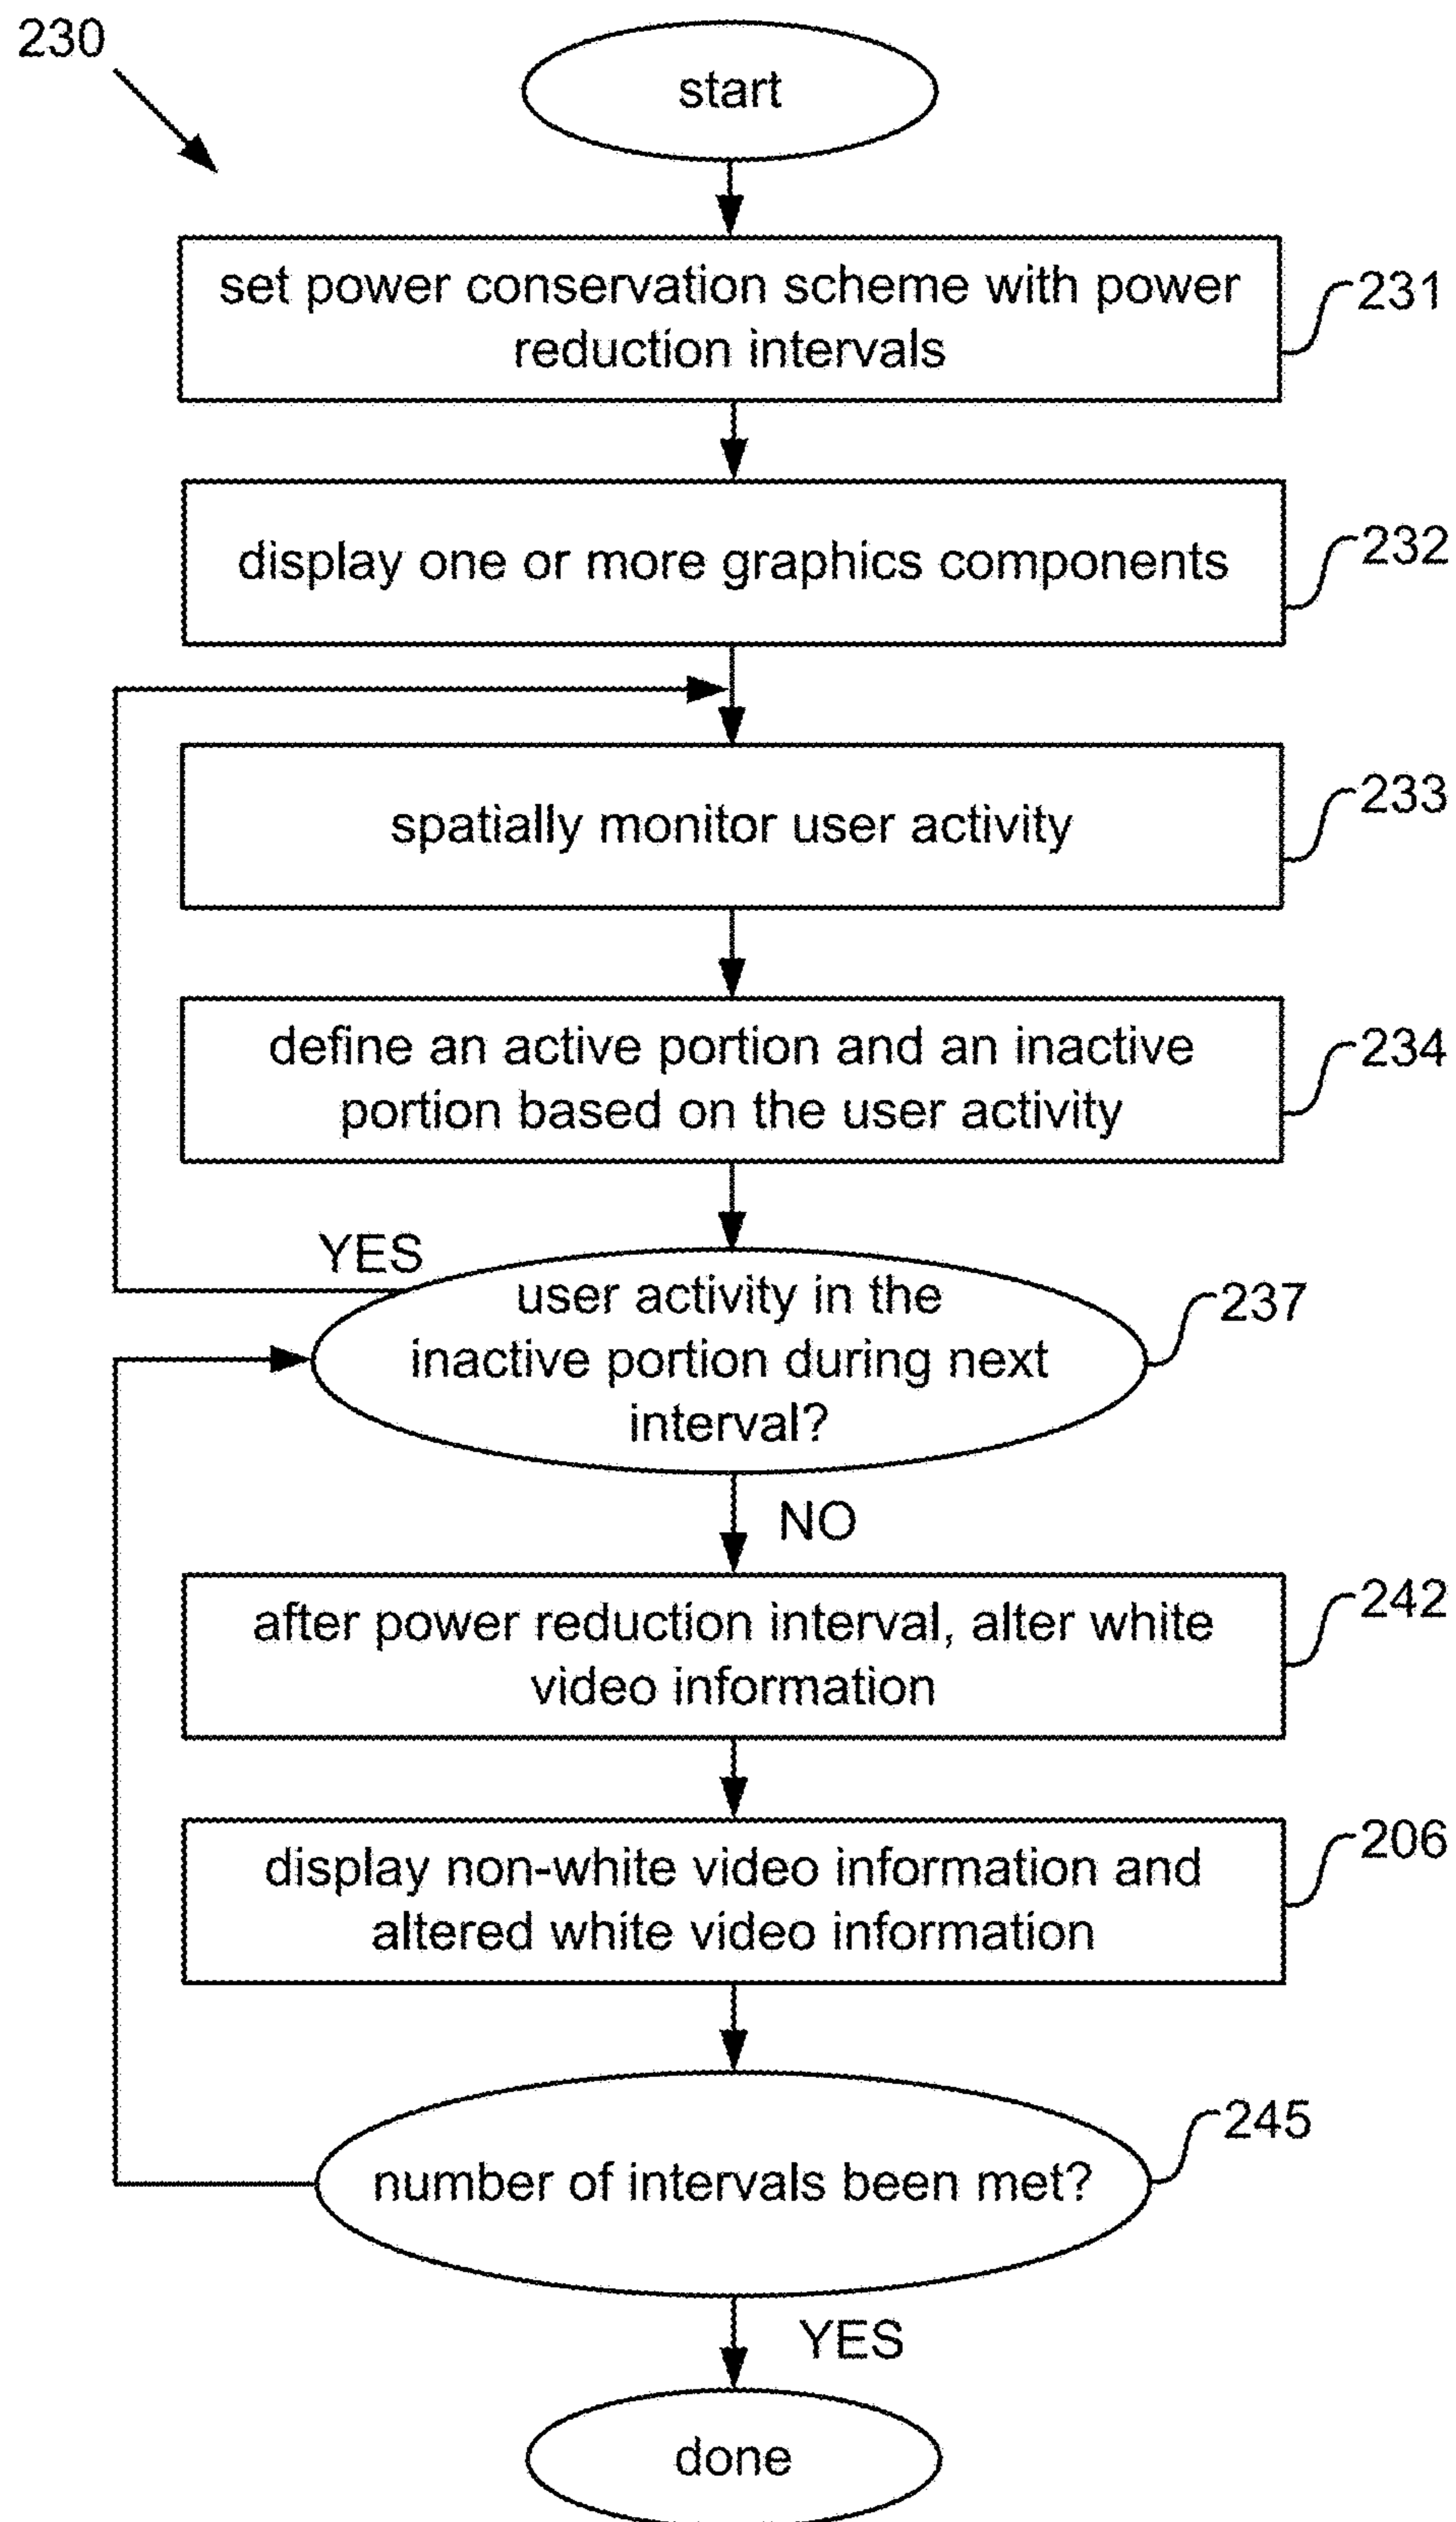 230
start
set power conservation scheme with power
reduction intervals
231
display one or more graphics components
232
spatially monitor user activity
233
define an active portion and an inactive
portion based on the user activity
234
YES
user activity in the
inactive portion during next
interval?
237
NO
after power reduction interval, alter white
video information
242
display non-white video information and
altered white video information
206
number of intervals been met?
245
YES
done